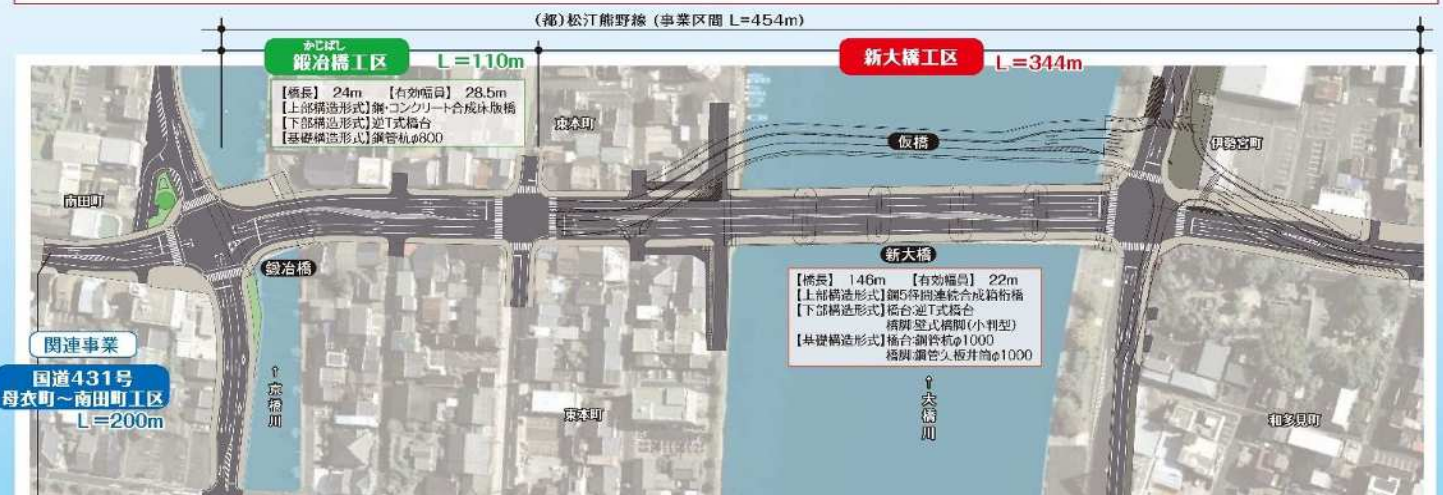 (都)松江熊野線 (事業区間 L=454m)
かじばし
鍛冶橋工区
L=110m
新大橋工区
L=344m
【橋長】 24m 【有効幅員】 28.5m
【上部構造形式】鋼・コンクリート合成床版橋
【下部構造形式】逆T式橋台
【基礎構造形式】鋼管杭φ800
東本町
仮橋
伊勢宮町
南田町
鍛冶橋
新大橋
【橋長】 146m 【有効幅員】 22m
【上部構造形式】鋼5径間連続合成箱桁橋
【下部構造形式】橋台:逆T式橋台
橋脚:壁式橋脚(小判型)
【基礎構造形式】橋台:鋼管杭φ1000
橋脚:鋼管矢板井筒φ1000
関連事業
国道431号
母衣町～南田町工区
L=200m
↑京橋川
東本町
↑大橋川
和多見町